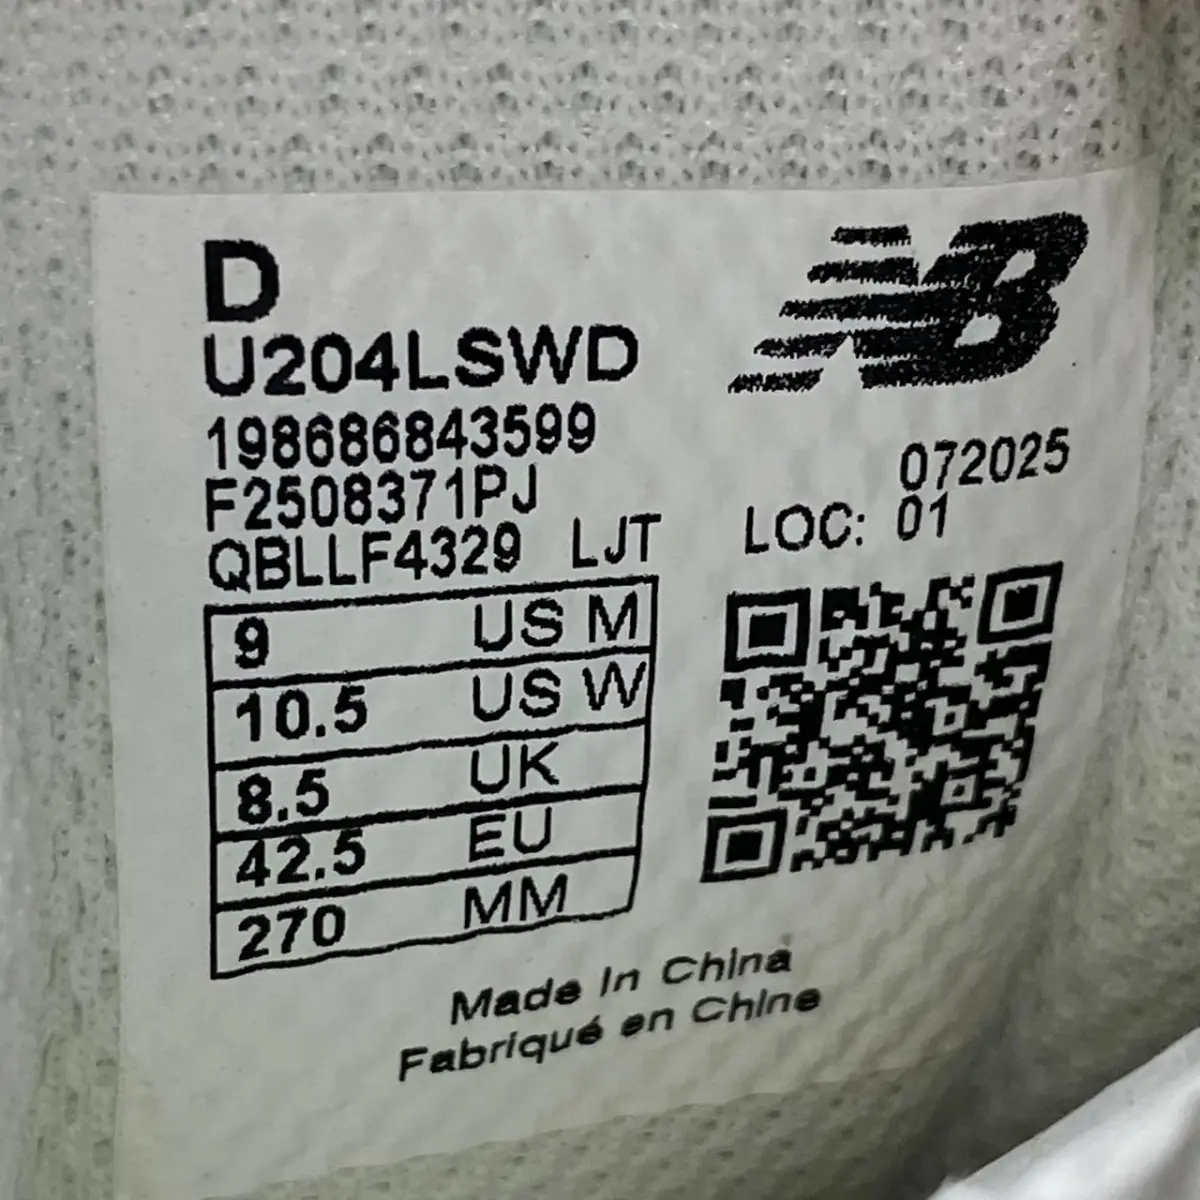 D
NB
U204LSWD
198686843599
F2508371PJ
072025
QBLLF4329 LJT
LOC: 01
9 US M
10.5 US W
8.5 UK
42.5 EU
270 MM
Made In China
Fabriqué en Chine